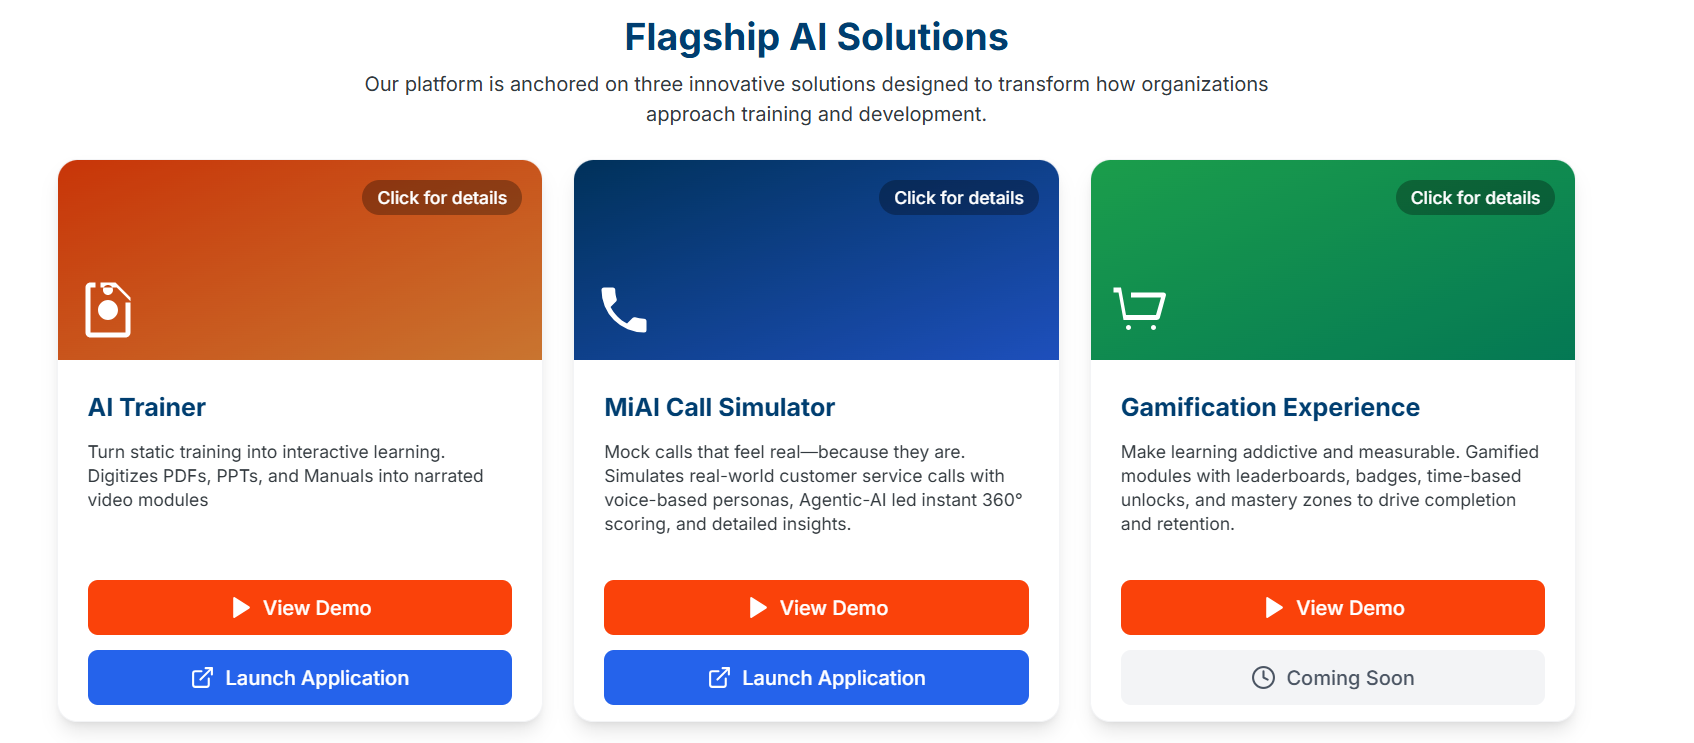 Flagship AI Solutions
Our platform is anchored on three innovative solutions designed to transform how organizations
approach training and development.
Click for details
AI Trainer
Turn static training into interactive learning.
Digitizes PDFs, PPTs, and Manuals into narrated
video modules
View Demo
Launch Application
Click for details
MiAI Call Simulator
Mock calls that feel real—because they are.
Simulates real-world customer service calls with
voice-based personas, Agentic-AI led instant 360°
scoring, and detailed insights.
View Demo
Launch Application
Click for details
Gamification Experience
Make learning addictive and measurable. Gamified
modules with leaderboards, badges, time-based
unlocks, and mastery zones to drive completion
and retention.
View Demo
Coming Soon